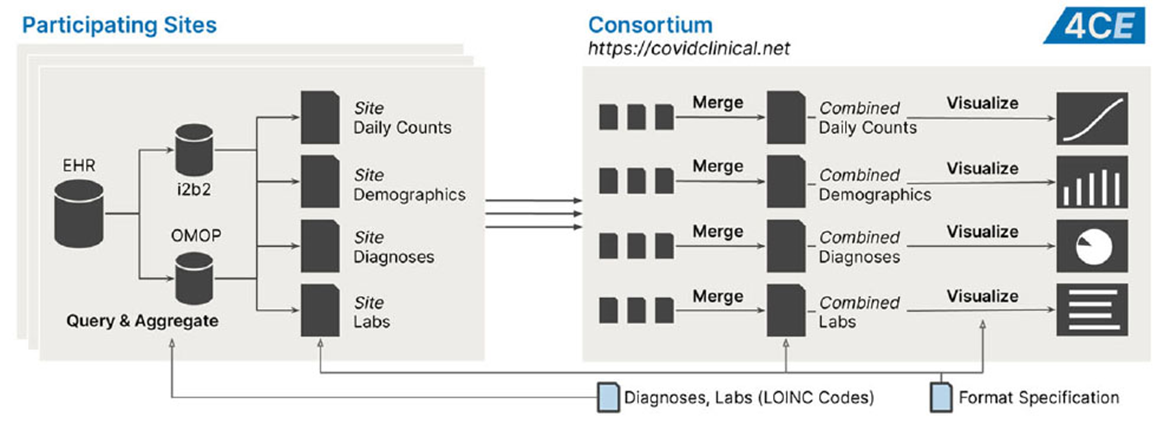 Participating Sites
Consortium
https://covidclinical.net
4CE
EHR
i2b2
OMOP
Query & Aggregate
Site
Daily Counts
Site
Demographics
Site
Diagnoses
Site
Labs
Merge
Combined
Daily Counts
Visualize
Merge
Combined
Demographics
Visualize
Merge
Combined
Diagnoses
Visualize
Merge
Combined
Labs
Visualize
Diagnoses, Labs (LOINC Codes)
Format Specification